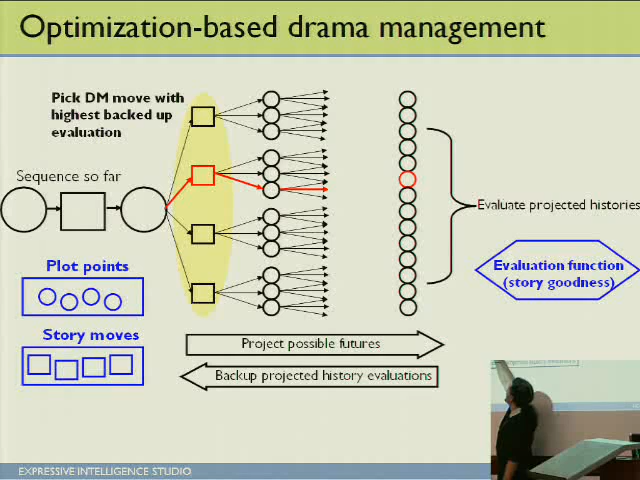 Optimization-based drama management
Pick DM move with
highest backed up
evaluation
Sequence so far
Evaluate projected histories
Plot points
Evaluation function
(story goodness)
Story moves
Project possible futures
Backup projected history evaluations
EXPRESSIVE INTELLIGENCE STUDIO